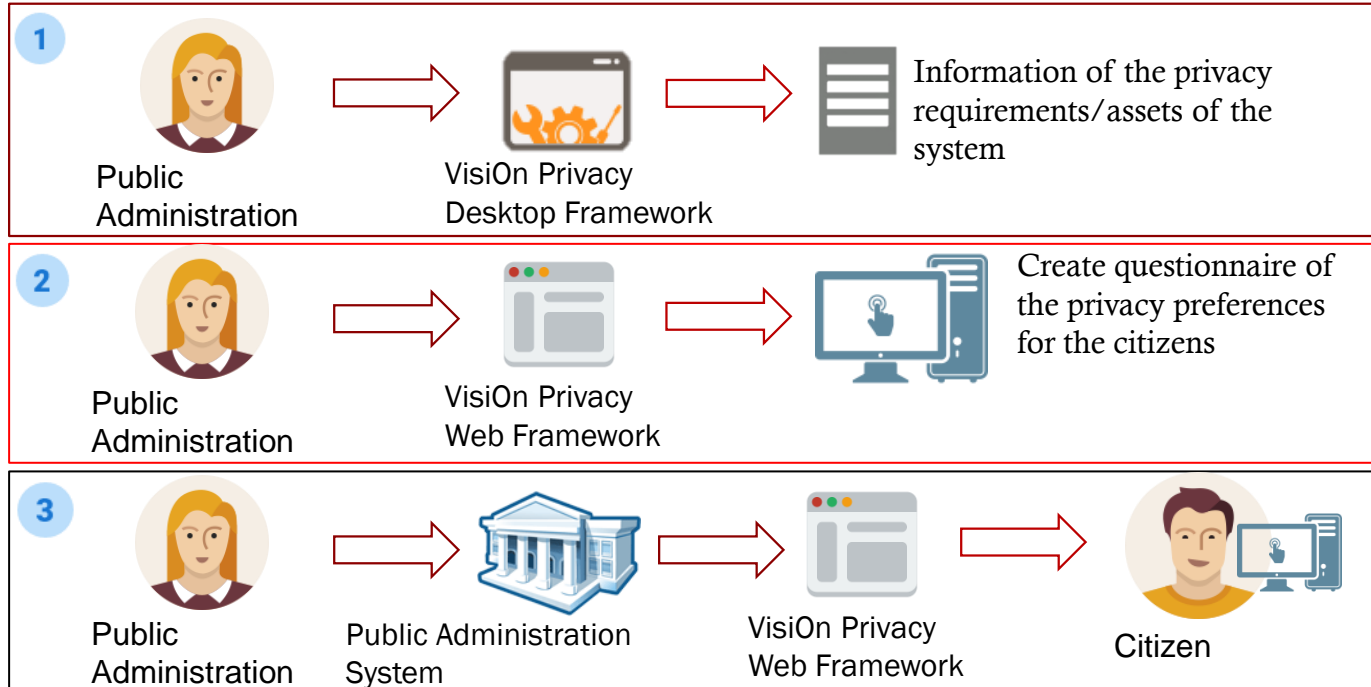 1
Public
Administration
VisiOn Privacy
Desktop Framework
Information of the privacy
requirements/assets of the
system
2
Public
Administration
VisiOn Privacy
Web Framework
Create questionnaire of
the privacy preferences
for the citizens
3
Public
Administration
Public Administration
System
VisiOn Privacy
Web Framework
Citizen